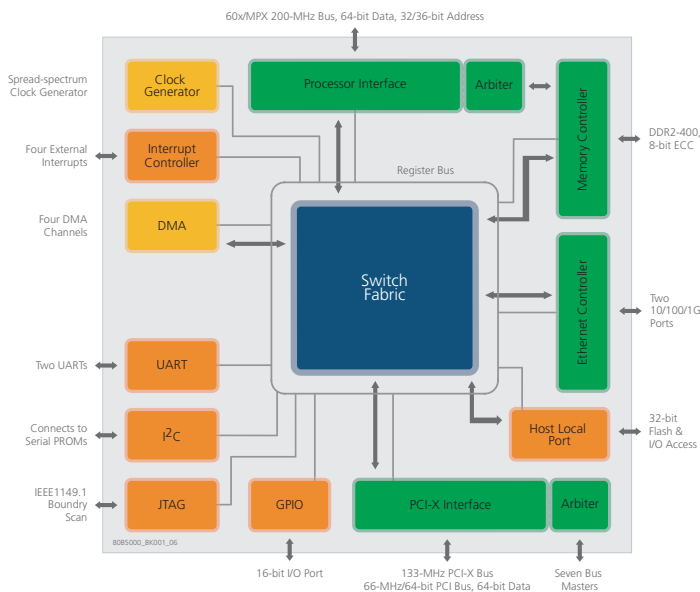 60x/MPX 200-MHz Bus, 64-bit Data, 32/36-bit Address
Spread-spectrum
Clock Generator
Clock
Generator
Processor Interface
Arbiter
Memory Controller
DDR2-400,
8-bit ECC
Four External
Interrupts
Interrupt
Controller
Register Bus
Four DMA
Channels
DMA
Switch
Fabric
Ethernet Controller
Two
10/100/1G
Ports
Two UARTs
UART
Connects to
Serial PROMs
I2C
Host Local
Port
32-bit
Flash &
I/O Access
IEEE1149.1
Boundry
Scan
JTAG
GPIO
PCI-X Interface
Arbiter
80B5000_BK001_06
16-bit I/O Port
133-MHz PCI-X Bus
66-MHz/64-bit PCI Bus, 64-bit Data
Seven Bus
Masters